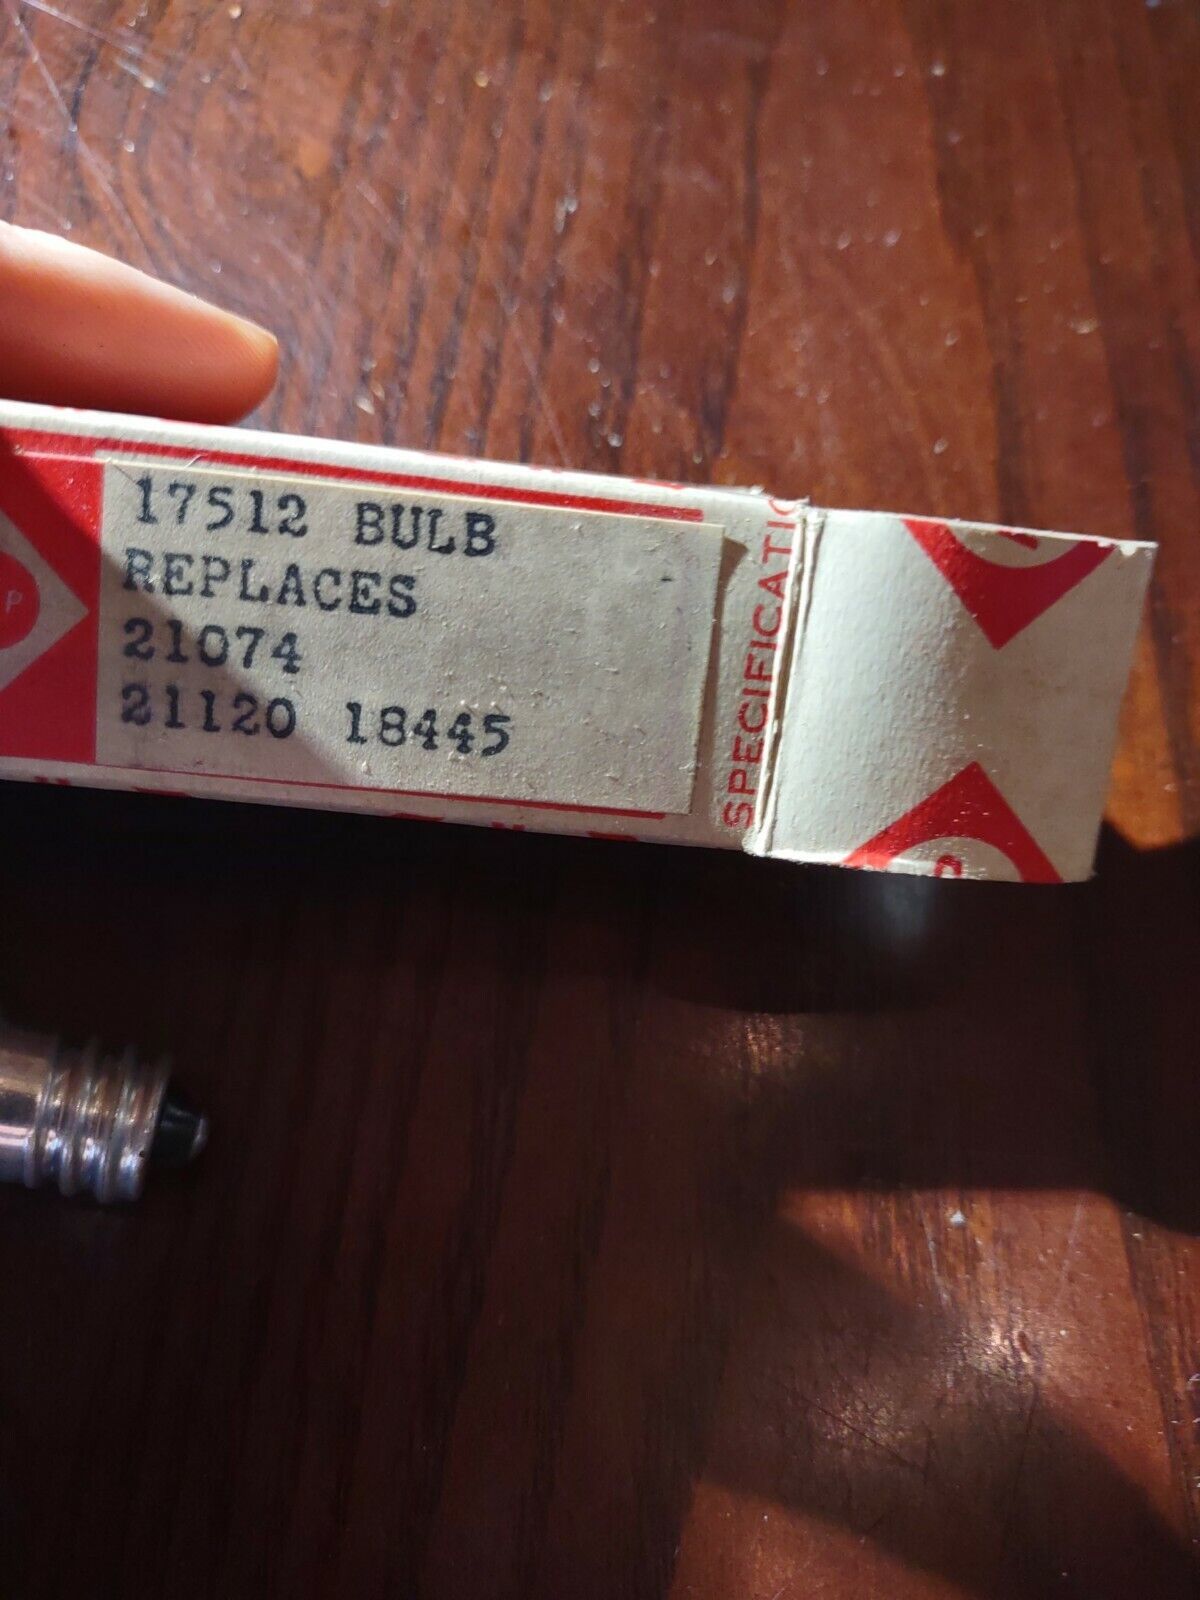 17512 BULB
REPLACES
21074
21120 18445
P
SPECIFICATIO
P